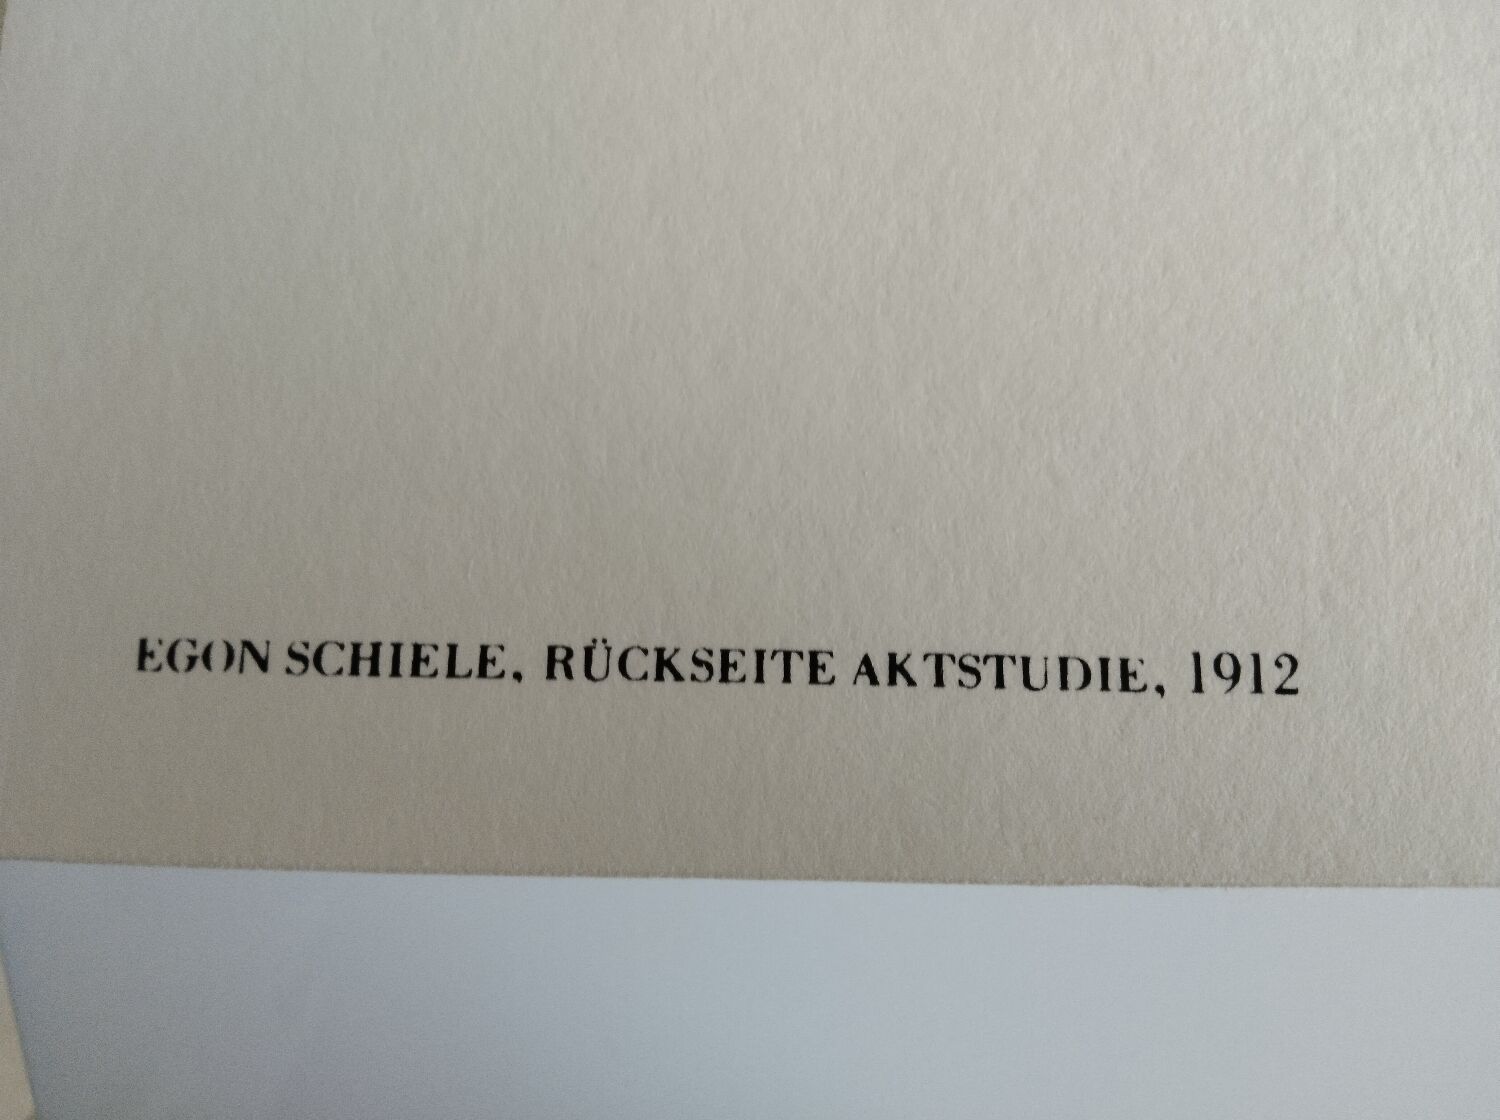 EGON SCHIELE, RÜCKSEITE AKTSTUDIE, 1912